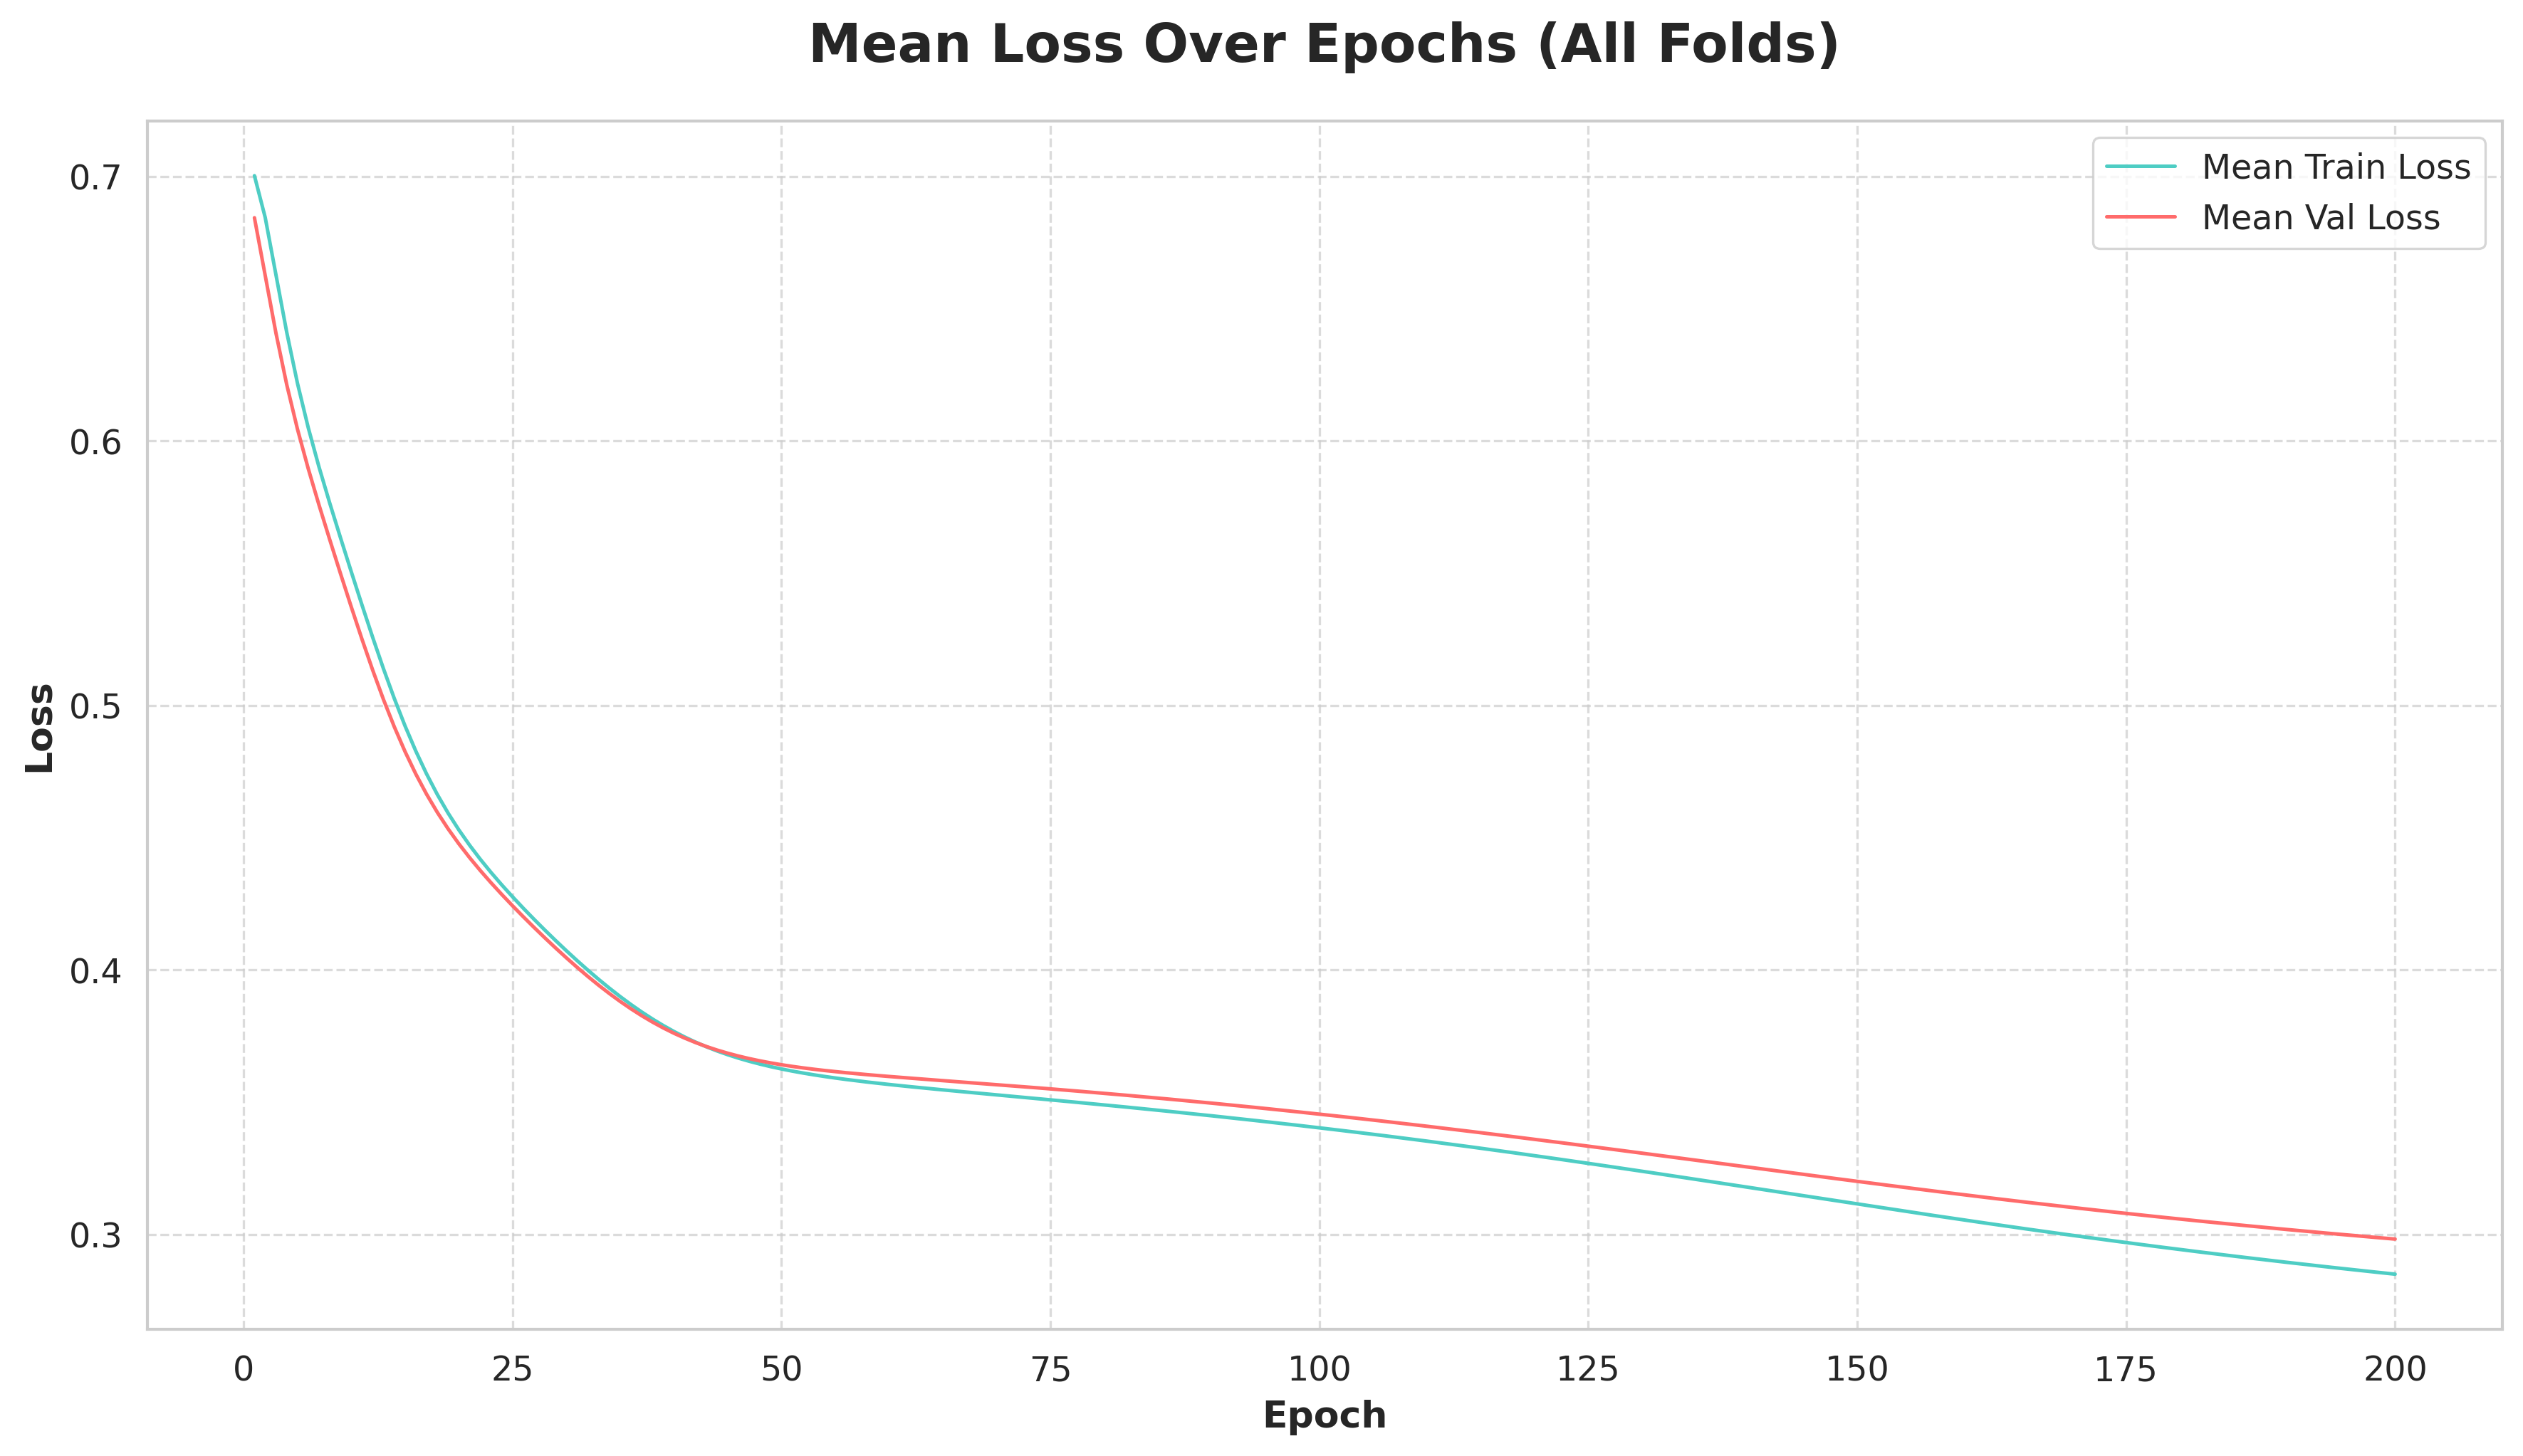 Mean Loss Over Epochs (All Folds)
Mean Train Loss
Mean Val Loss
0.7
0.6
0.5
0.4
0.3
Loss
0 25 50 75 100 125 150 175 200
Epoch